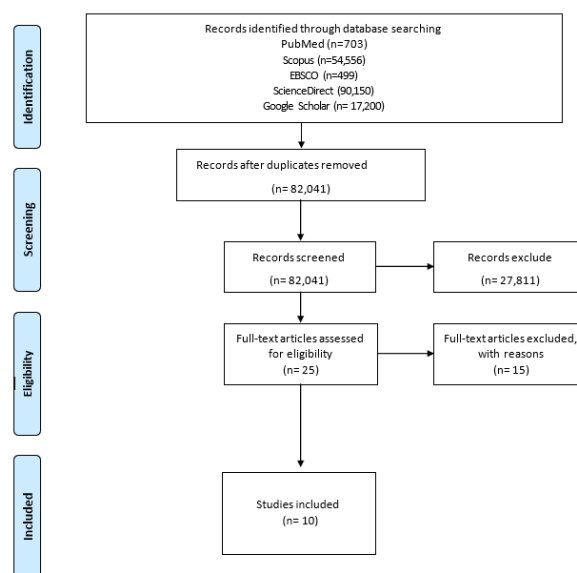 Identification
Records identified through database searching
PubMed (n=703)
Scopus (n=54,556)
EBSCO (n=499)
ScienceDirect (90,150)
Google Scholar (n= 17,200)
Screening
Records after duplicates removed
(n= 82,041)
Records screened
(n= 82,041)
Records exclude
(n= 27,811)
Eligibility
Full-text articles assessed
for eligibility
(n= 25)
Full-text articles excluded,
with reasons
(n= 15)
Included
Studies included
(n= 10)